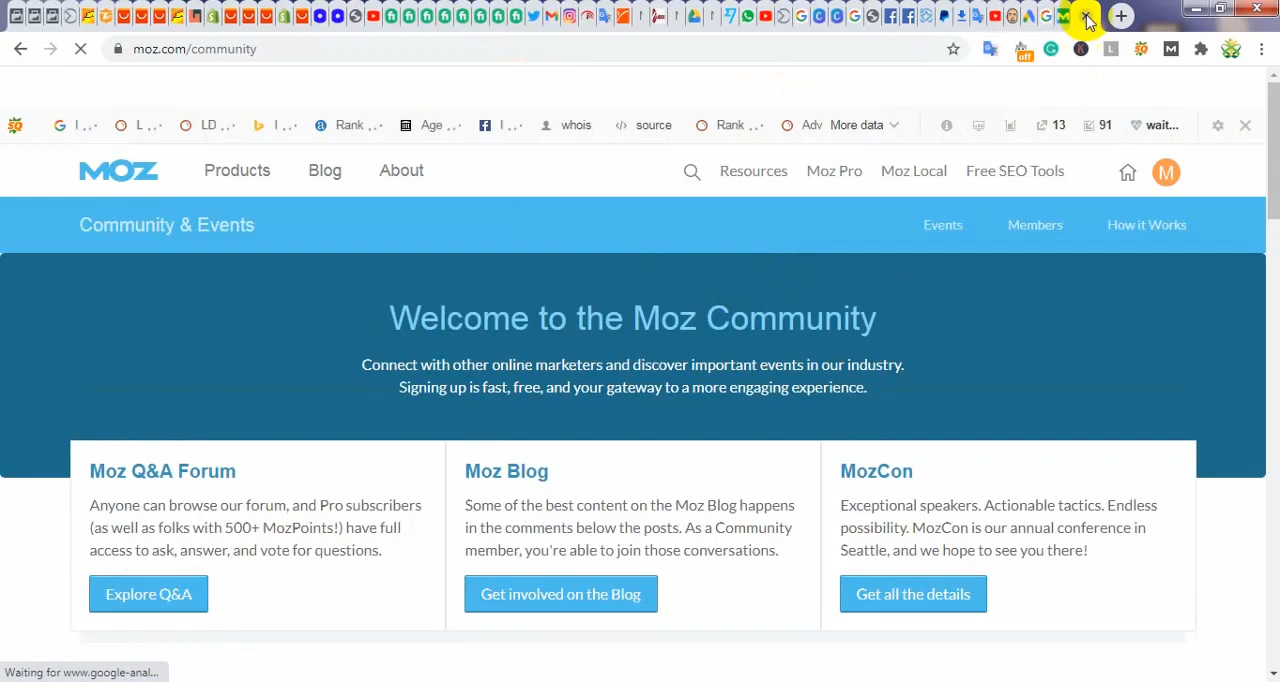 moz.com/community
off
I . . .
L . . .
LD . . .
I . . .
Rank . . .
Age . . .
I . . .
whois
source
Rank . . .
Adv
More data
13
91
wait...
MOZ
Products
Blog
About
Resources
Moz Pro
Moz Local
Free SEO Tools
M
Community & Events
Events
Members
How it Works
Welcome to the Moz Community
Connect with other online marketers and discover important events in our industry.
Signing up is fast, free, and your gateway to a more engaging experience.
Moz Q&A Forum
Anyone can browse our forum, and Pro subscribers
(as well as folks with 500+ MozPoints!) have full
access to ask, answer, and vote for questions.
Explore Q&A
Moz Blog
Some of the best content on the Moz Blog happens
in the comments below the posts. As a Community
member, you're able to join those conversations.
Get involved on the Blog
MozCon
Exceptional speakers. Actionable tactics. Endless
possibility. MozCon is our annual conference in
Seattle, and we hope to see you there!
Get all the details
Waiting for www.google-anal...